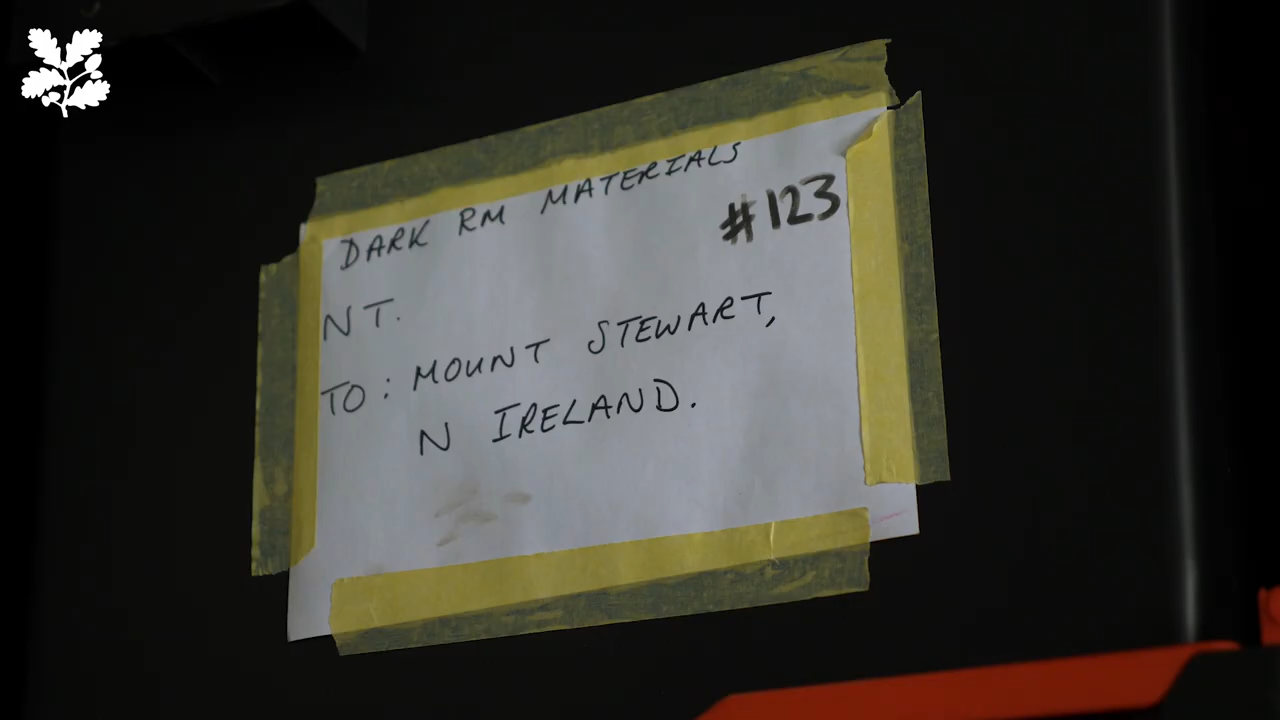 DARK RM MATERIALS
#123
NT.
TO: MOUNT STEWART,
N IRELAND.